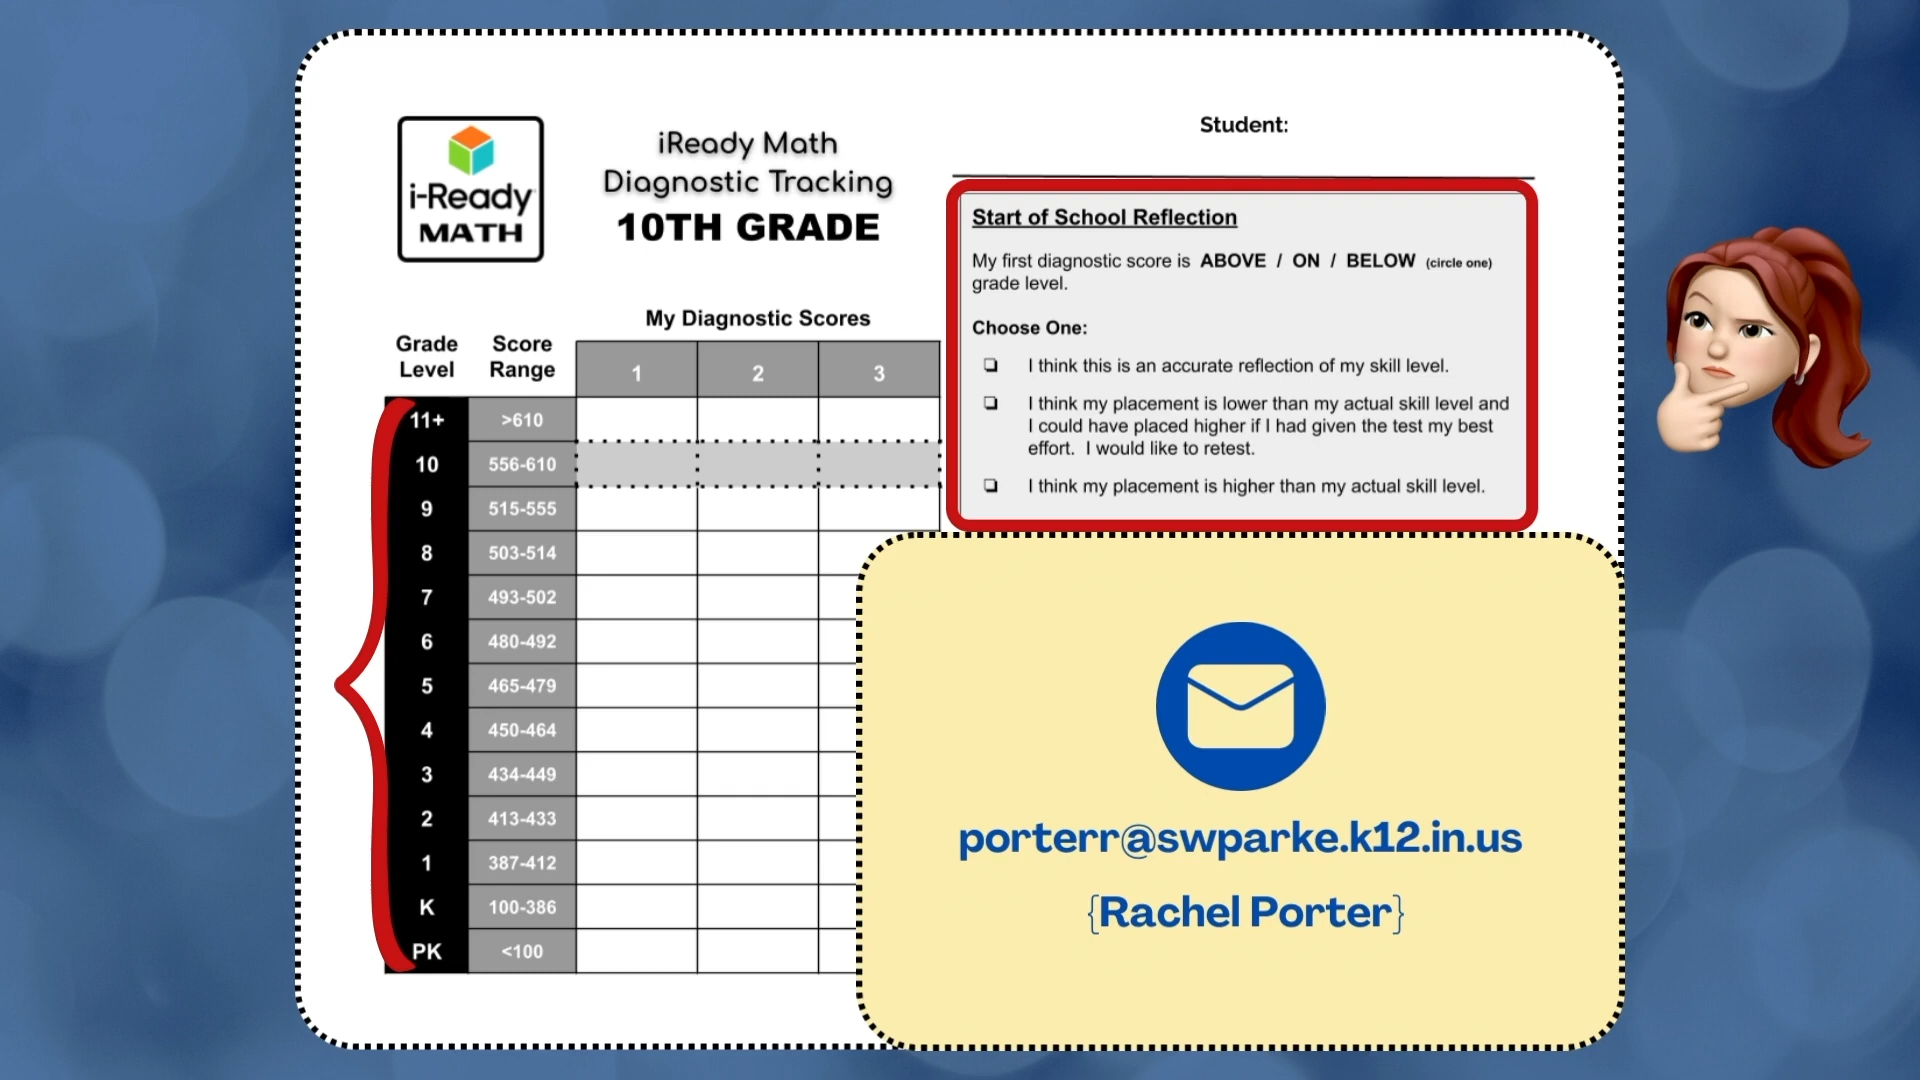 i-Ready
MATH
iReady Math
Diagnostic Tracking
10TH GRADE
Student:
Start of School Reflection
My first diagnostic score is ABOVE / ON / BELOW (circle one)
grade level.
Choose One:
❏ I think this is an accurate reflection of my skill level.
❏ I think my placement is lower than my actual skill level and
I could have placed higher if I had given the test my best
effort. I would like to retest.
❏ I think my placement is higher than my actual skill level.
My Diagnostic Scores
Grade Score
Level Range
1 2 3
11+ >610
10 556-610
9 515-555
8 503-514
7 493-502
6 480-492
5 465-479
4 450-464
3 434-449
2 413-433
1 387-412
K 100-386
PK <100
porterr@swparke.k12.in.us
{Rachel Porter}